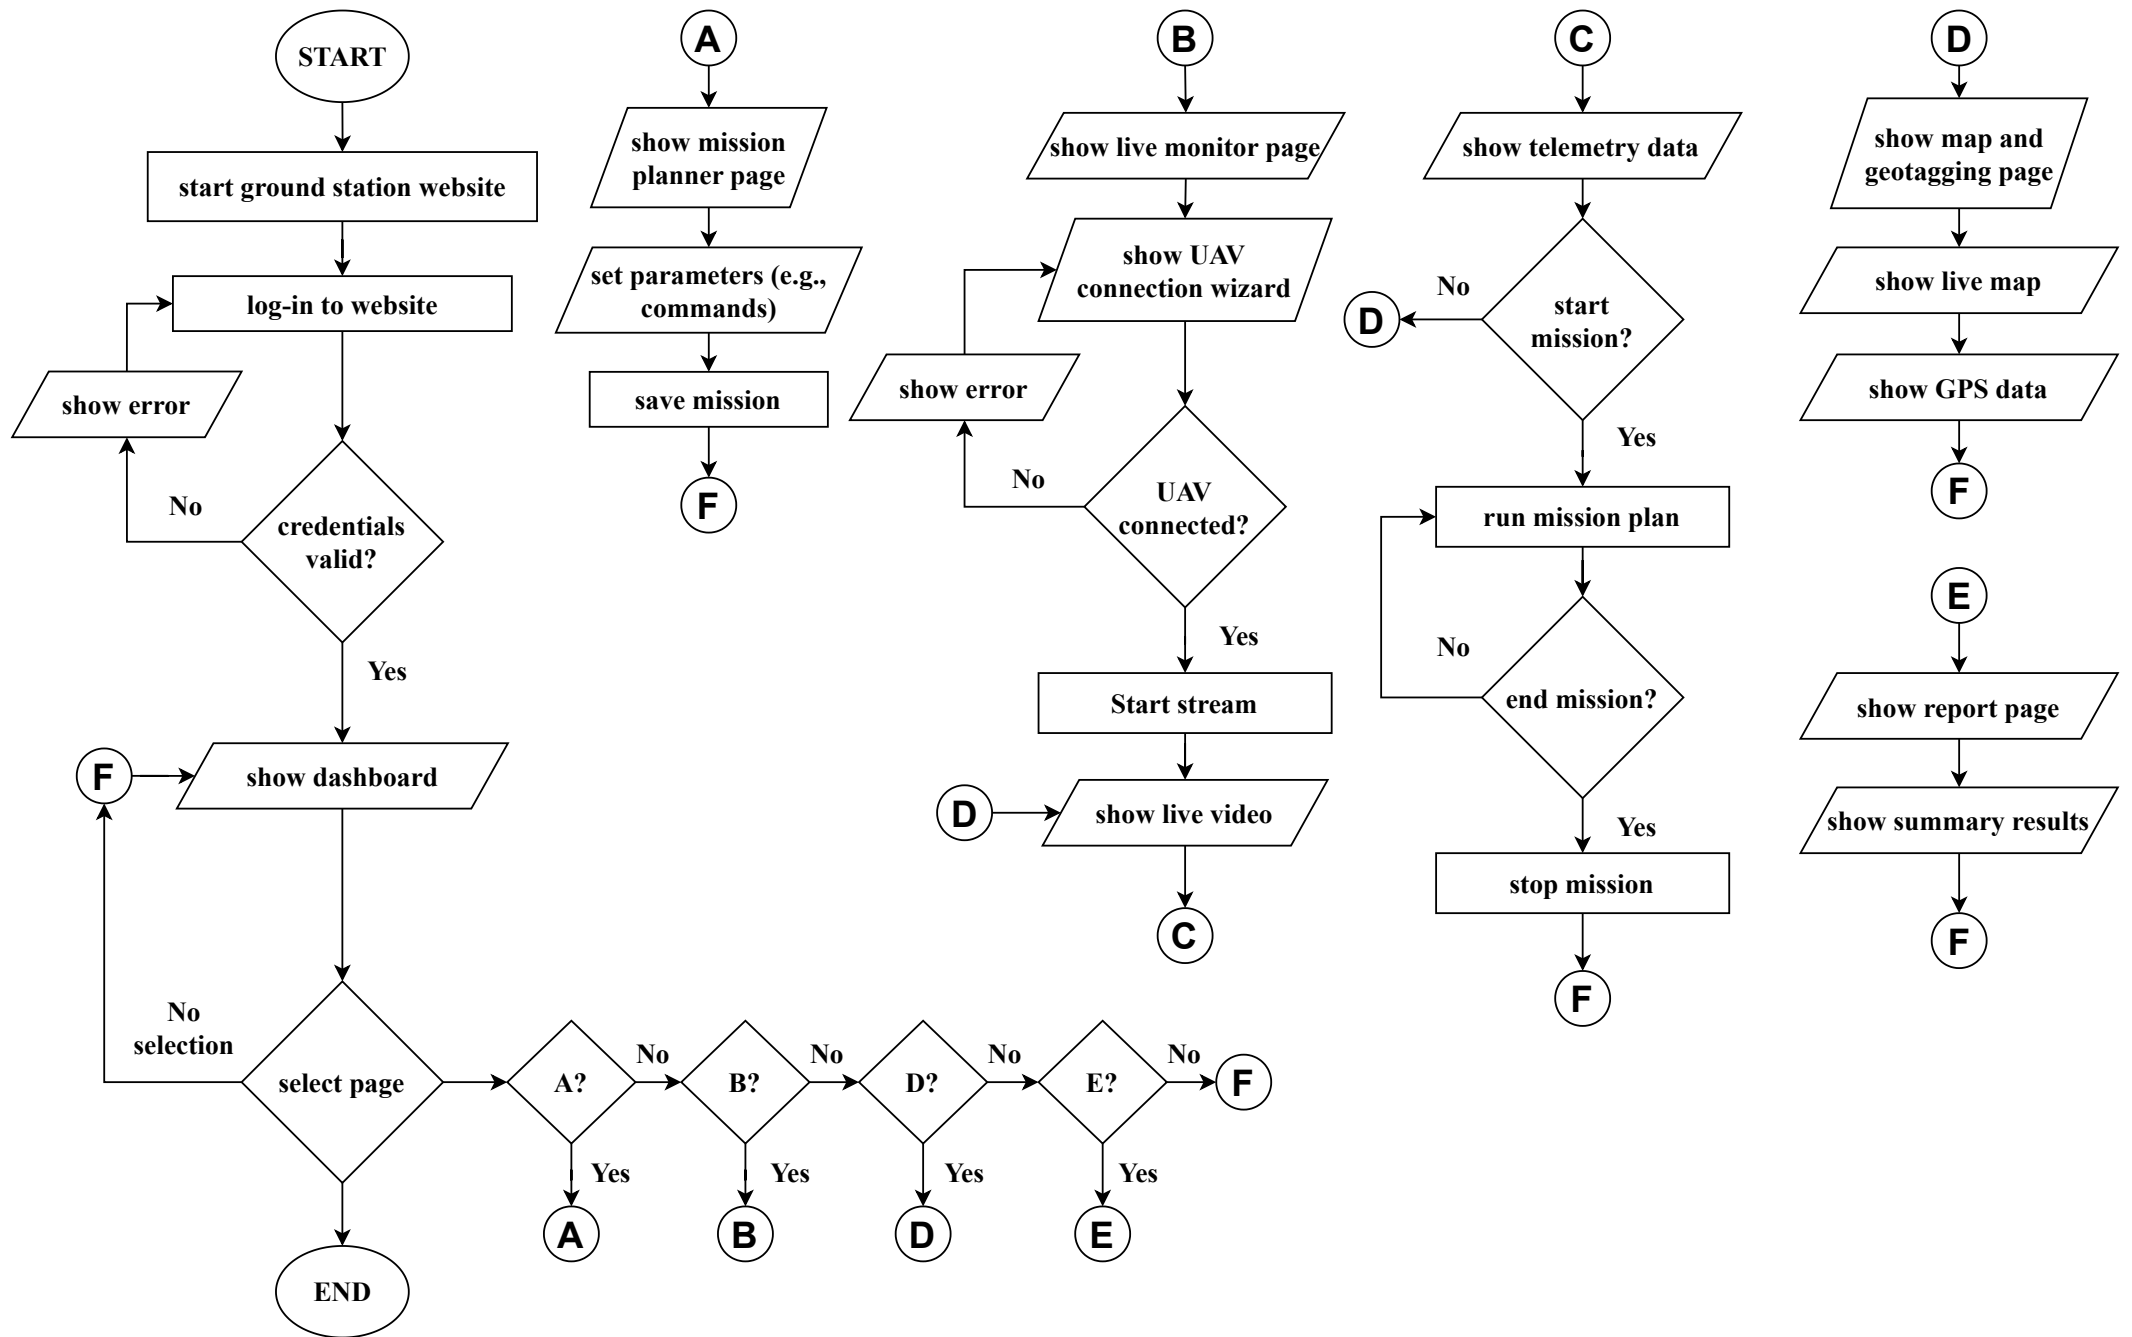 START
start ground station website
log-in to website
show error
No
credentials
valid?
Yes
F
show dashboard
No
selection
select page
END
A?
No
Yes
A
B?
No
Yes
B
D?
No
Yes
D
E?
No
Yes
E
F
A
show mission
planner page
set parameters (e.g.,
commands)
save mission
F
B
show live monitor page
show UAV
connection wizard
show error
No
UAV
connected?
Yes
Start stream
D
show live video
C
C
show telemetry data
No
D
start
mission?
Yes
run mission plan
No
end mission?
Yes
stop mission
F
D
show map and
geotagging page
show live map
show GPS data
F
E
show report page
show summary results
F